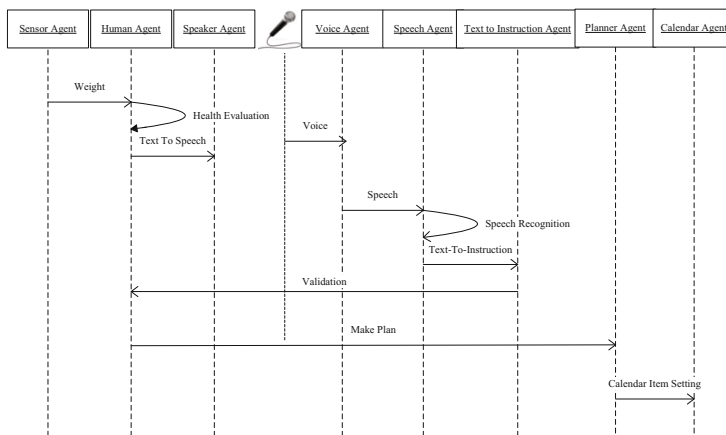 Sensor Agent
Human Agent
Speaker Agent
Voice Agent
Speech Agent
Text to Instruction Agent
Planner Agent
Calendar Agent
Weight
Health Evaluation
Voice
Text To Speech
Speech
Speech Recognition
Text-To-Instruction
Validation
Make Plan
Calendar Item Setting